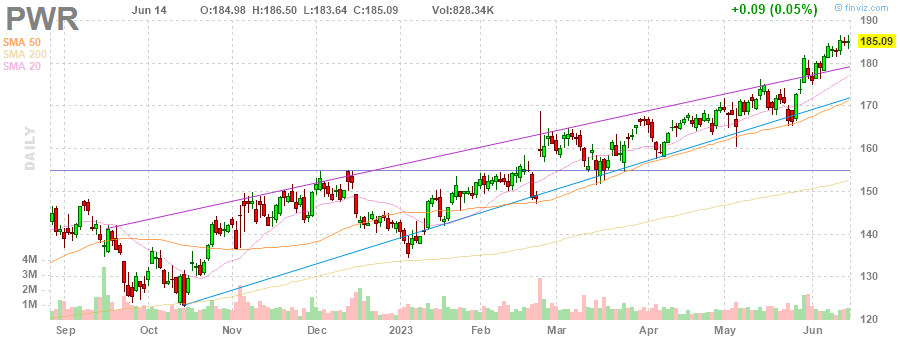 PWR Jun 14 O:184.98 H:186.50 L:183.64 C:185.09 Vol:828.34K +0.09 (0.05%) © finviz.com
SMA 50
SMA 200
SMA 20
DAILY
190
185.09
180
170
160
150
140
130
120
4M
3M
2M
1M
Sep Oct Nov Dec 2023 Feb Mar Apr May Jun